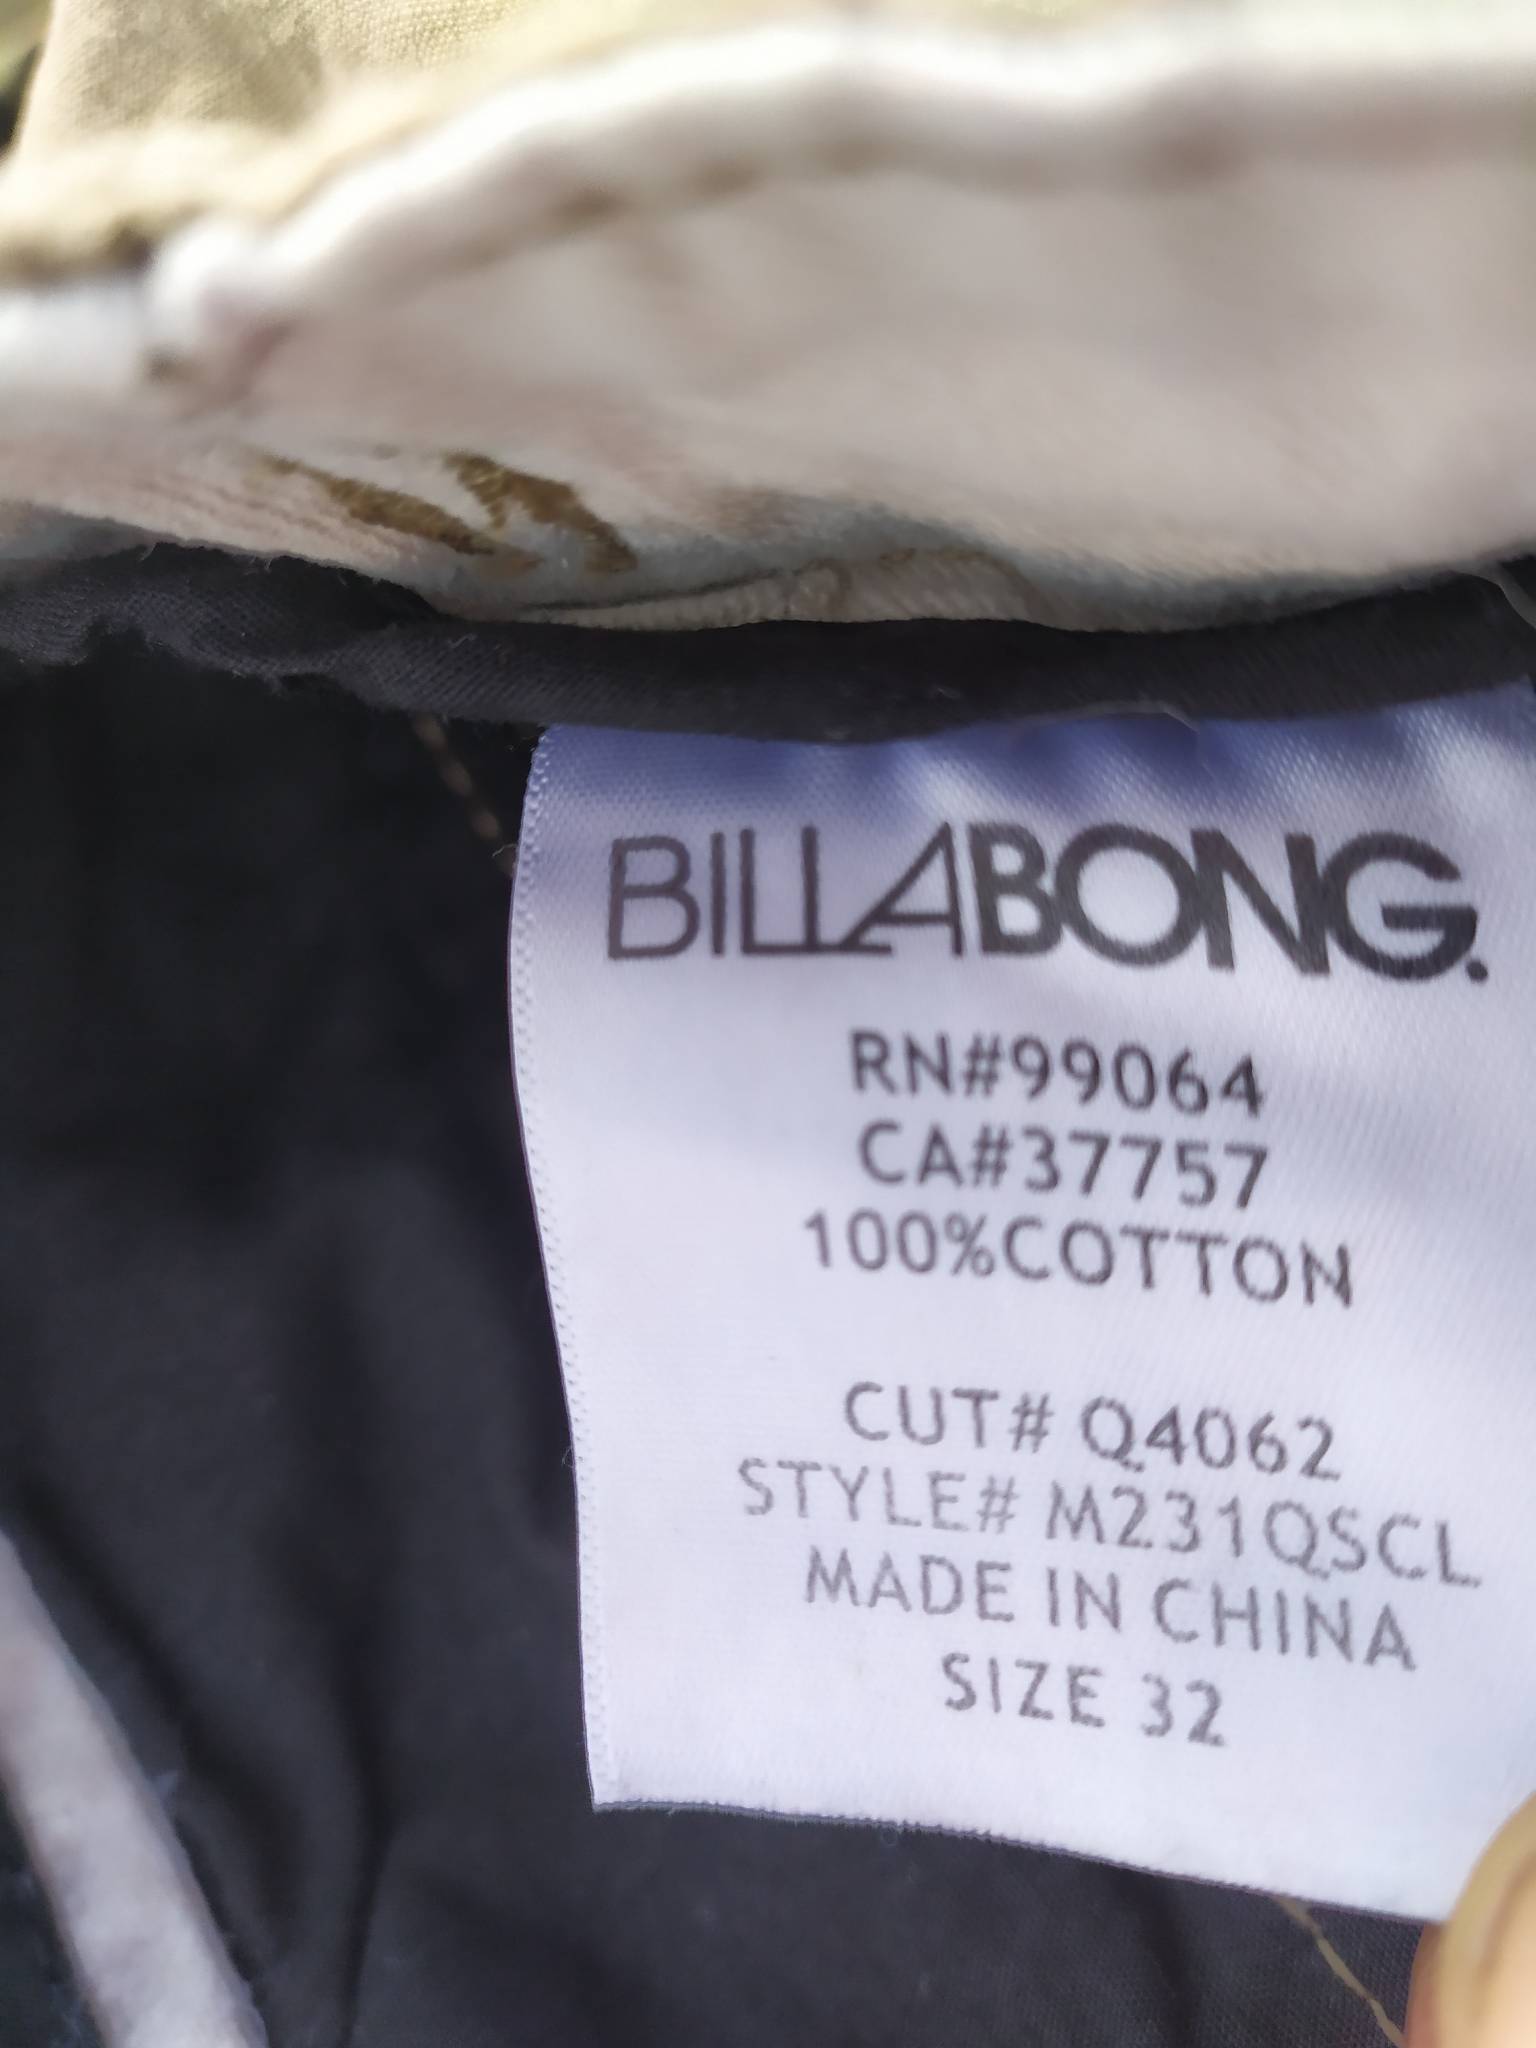 BILLABONG.
RN#99064
CA#37757
100%COTTON
CUT# Q4062
STYLE# M231QSCL
MADE IN CHINA
SIZE 32